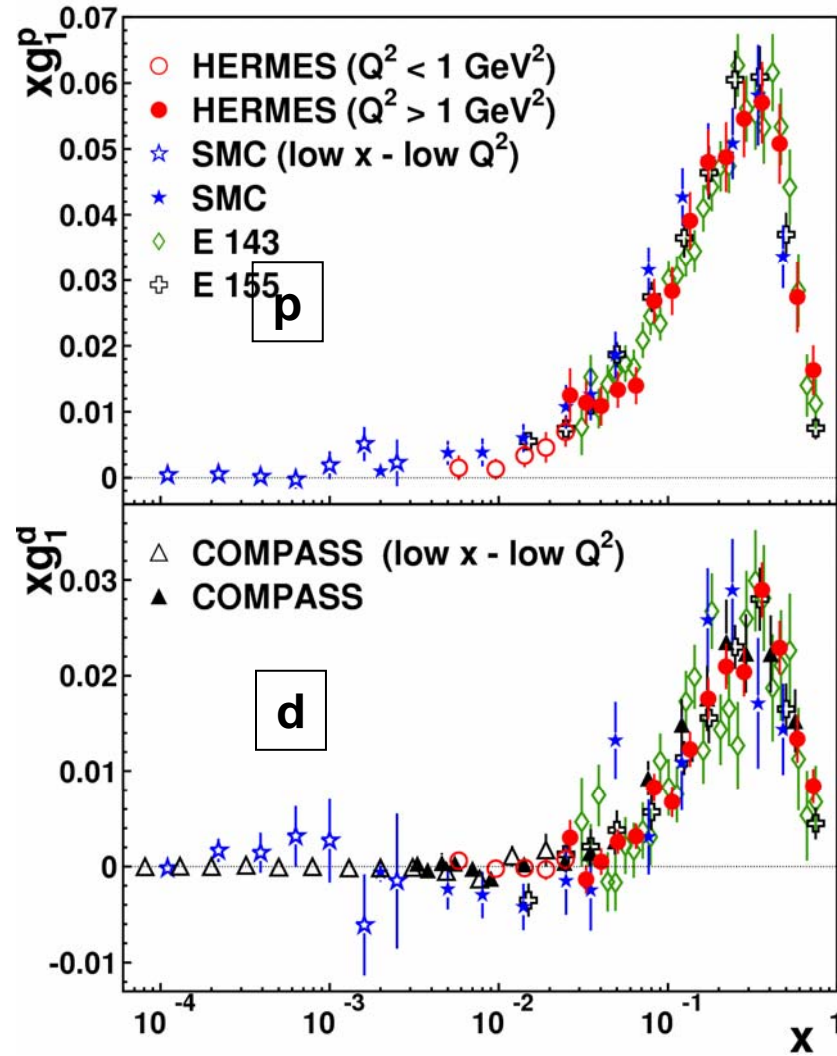 xg₁ᵖ
0.07
0.06
0.05
0.04
0.03
0.02
0.01
0
HERMES (Q² < 1 GeV²)
HERMES (Q² > 1 GeV²)
SMC (low x - low Q²)
SMC
E 143
E 155
p
xg₁ᵈ
0.03
0.02
0.01
0
-0.01
COMPASS (low x - low Q²)
COMPASS
d
10⁻⁴ 10⁻³ 10⁻² 10⁻¹ 1
x